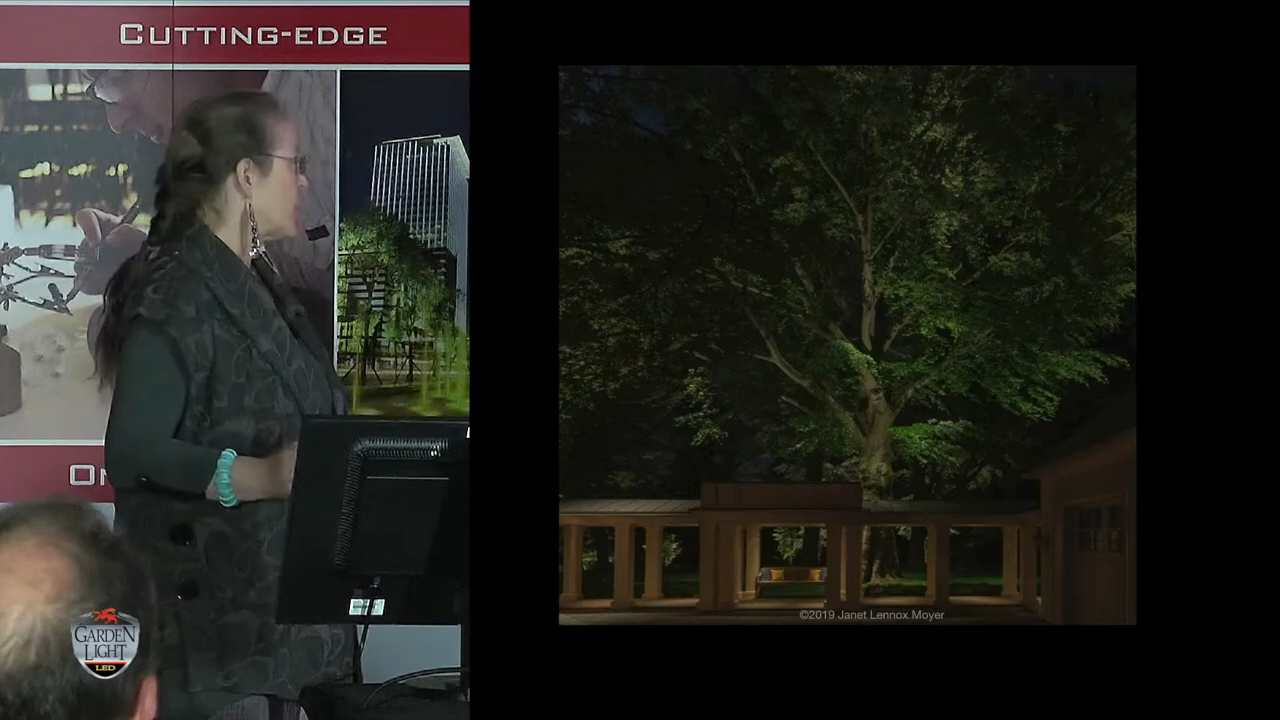 CUTTING-EDGE
GARDEN
LIGHT
LED
©2019 Janet Lennox Moyer